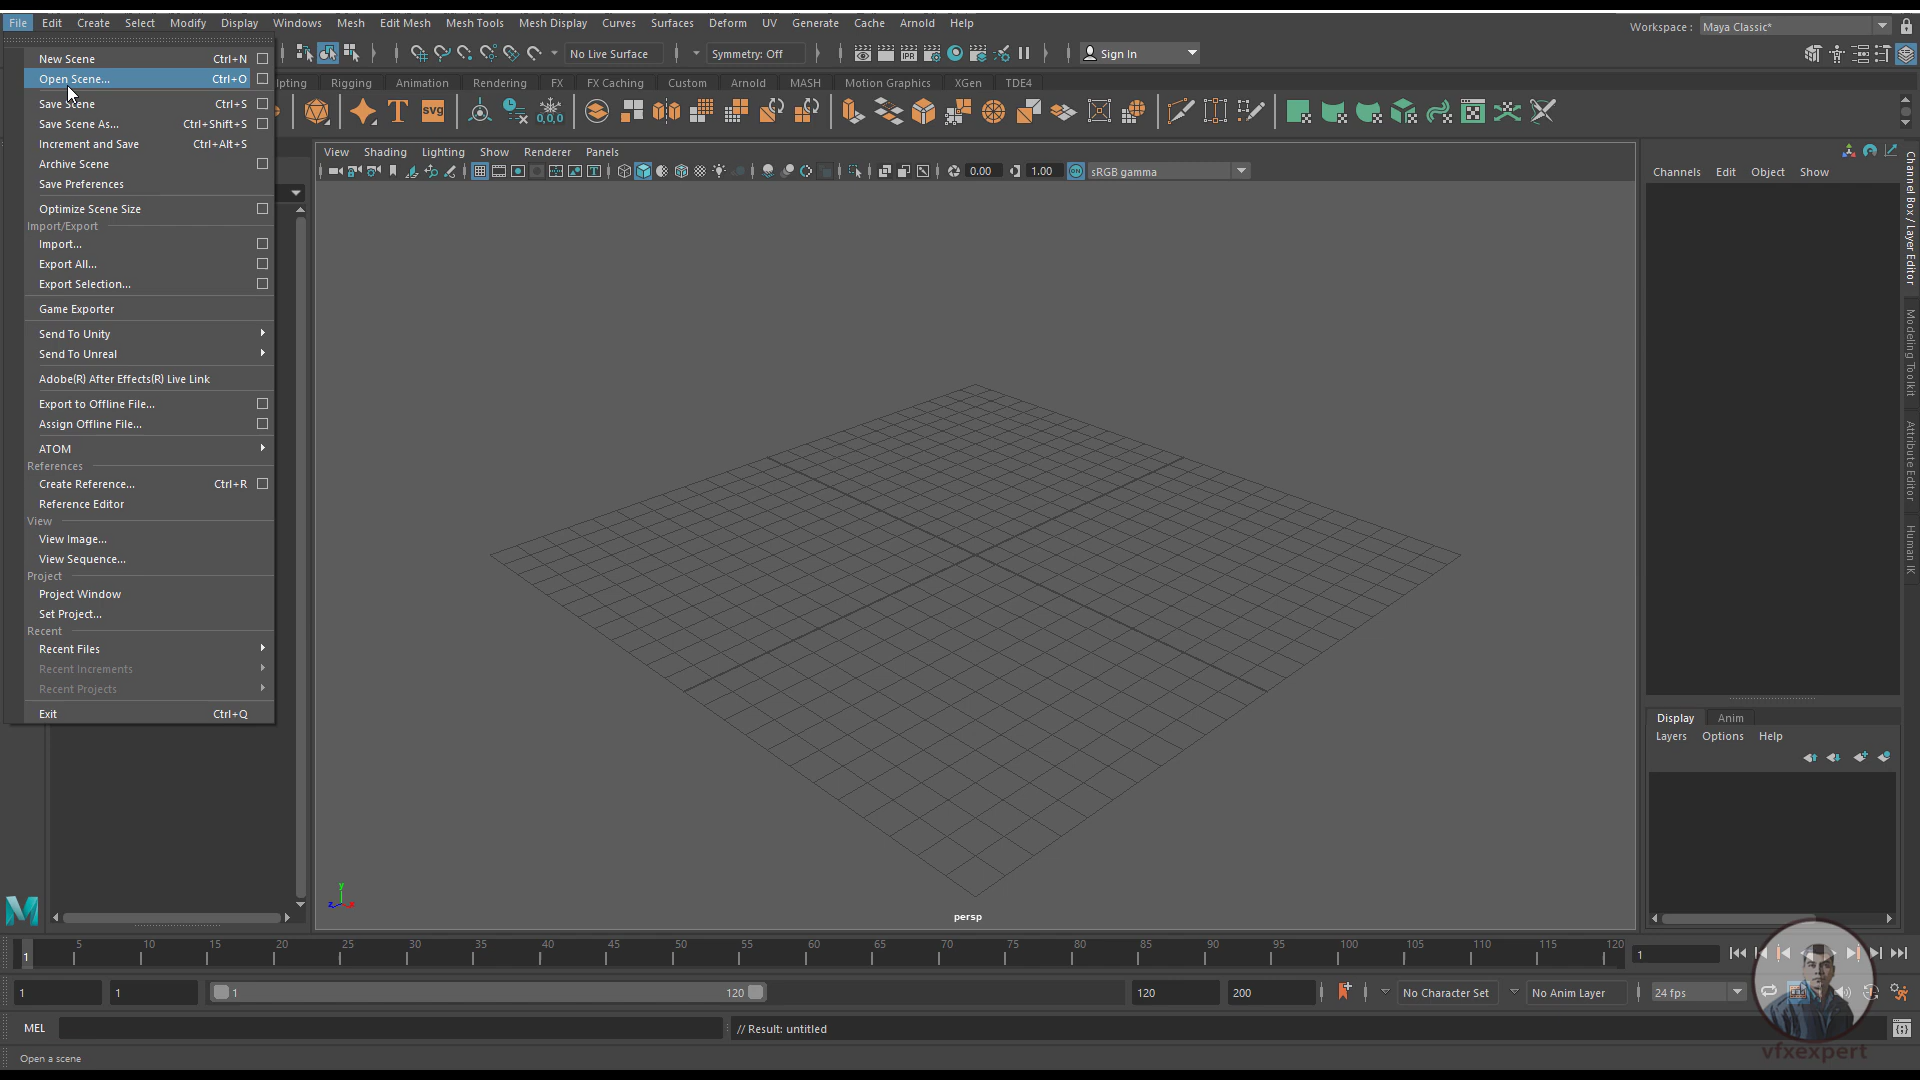 File Edit Create Select Modify Display Windows Mesh Edit Mesh Mesh Tools Mesh Display Curves Surfaces Deform UV Generate Cache Arnold Help
Workspace : Maya Classic*
No Live Surface
Symmetry: Off
IPR
Sign In
Rigging Animation Rendering FX FX Caching Custom Arnold MASH Motion Graphics XGen TDE4
T SVG 0,0,0
New Scene Ctrl+N
Open Scene... Ctrl+O
Save Scene Ctrl+S
Save Scene As... Ctrl+Shift+S
Increment and Save Ctrl+Alt+S
Archive Scene
Save Preferences
Optimize Scene Size
Import/Export
Import...
Export All...
Export Selection...
Game Exporter
Send To Unity
Send To Unreal
Adobe(R) After Effects(R) Live Link
Export to Offline File...
Assign Offline File...
ATOM
References
Create Reference... Ctrl+R
Reference Editor
View
View Image...
View Sequence...
Project
Project Window
Set Project...
Recent
Recent Files
Recent Increments
Recent Projects
Exit Ctrl+Q
View Shading Lighting Show Renderer Panels
0.00 1.00 ON sRGB gamma
y
z x
persp
Channels Edit Object Show
Channel Box / Layer Editor
Modeling Toolkit
Attribute Editor
Human IK
Display Anim
Layers Options Help
M
1 5 10 15 20 25 30 35 40 45 50 55 60 65 70 75 80 85 90 95 100 105 110 115 120
1
1 1 1 120 120 200 No Character Set No Anim Layer 24 fps
MEL // Result: untitled
Open a scene
vfxexpert